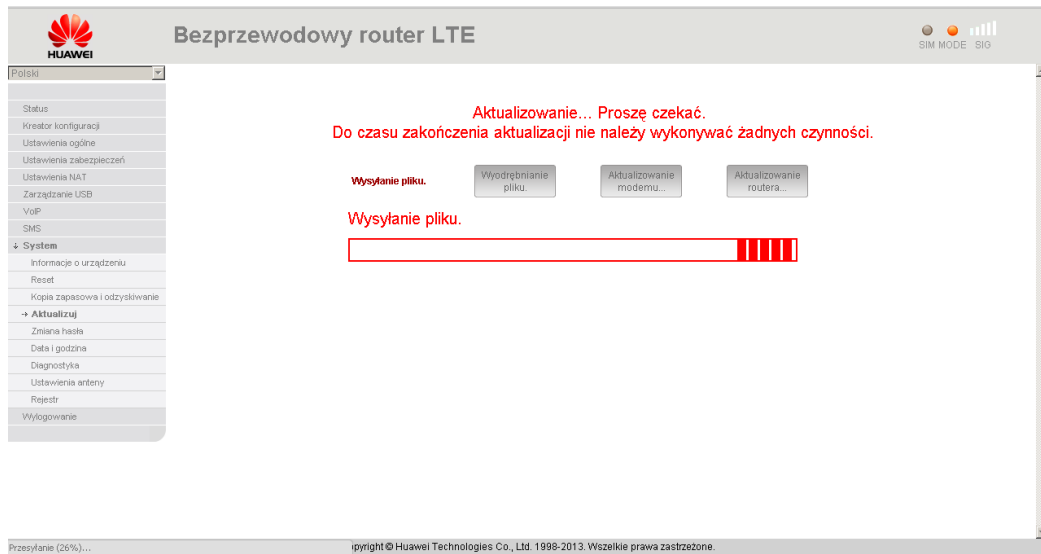 HUAWEI
Bezprzewodowy router LTE
SIM MODE SIG
Polski
Status
Kreator konfiguracji
Ustawienia ogólne
Ustawienia zabezpieczeń
Ustawienia NAT
Zarządzanie USB
VoIP
SMS
System
Informacje o urządzeniu
Reset
Kopia zapasowa i odzyskiwanie
Aktualizuj
Zmiana hasła
Data i godzina
Diagnostyka
Ustawienia anteny
Rejestr
Wylogowanie
Aktualizowanie... Proszę czekać.
Do czasu zakończenia aktualizacji nie należy wykonywać żadnych czynności.
Wysyłanie pliku.
Wyodrębnianie
pliku.
Aktualizowanie
modemu...
Aktualizowanie
routera...
Wysyłanie pliku.
Przesyłanie (26%)...
pyright © Huawei Technologies Co., Ltd. 1998-2013. Wszelkie prawa zastrzeżone.